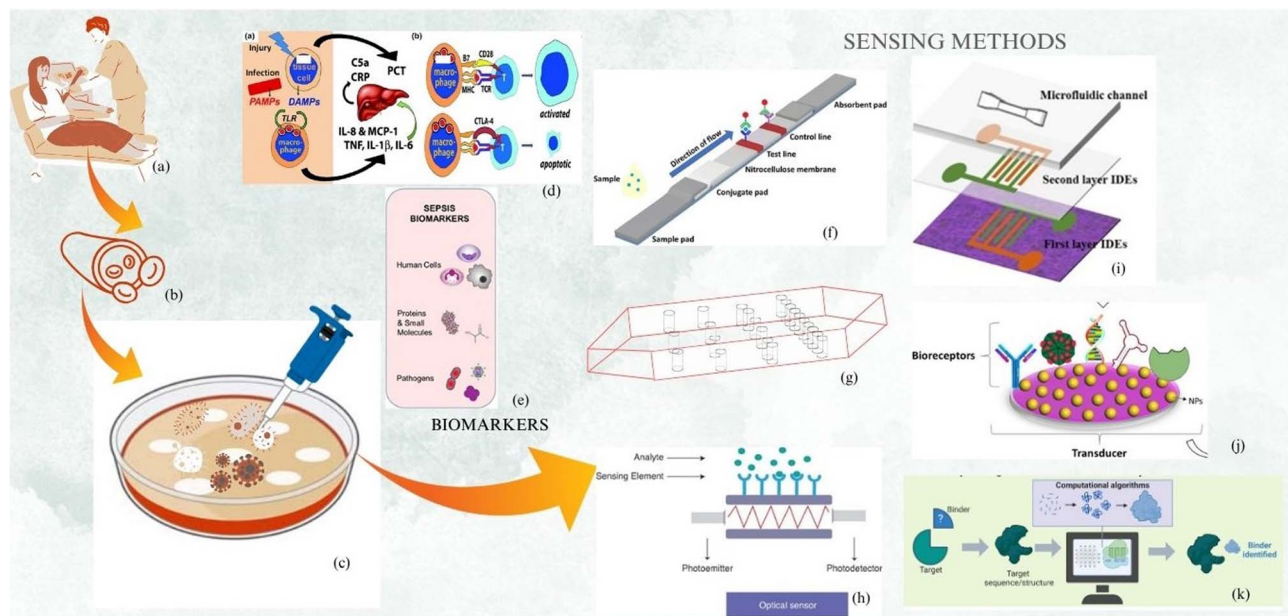 SENSING METHODS
(a)
(b)
(a)
Injury
tissue
cell
Infection
PAMPs
DAMPs
TLR
macro-
phage
C5a
CRP
PCT
IL-8 & MCP-1
TNF, IL-1β, IL-6
(b)
B7
CD28
macro-
phage
T
MHC
TCR
activated
CTLA-4
macro-
phage
T
apoptotic
(d)
SEPSIS
BIOMARKERS
Human Cells
Proteins
& Small
Molecules
Pathogens
(e)
BIOMARKERS
(c)
Sample
Direction of flow
Absorbent pad
Control line
Test line
Nitrocellulose membrane
Conjugate pad
Sample pad
(f)
(g)
Analyte
Sensing Element
Photoemitter
Photodetector
(h)
Optical sensor
Microfluidic channel
Second layer IDEs
First layer IDEs
(i)
Bioreceptors
NPs
Transducer
(j)
Computational algorithms
Binder
?
Target
Target
sequence/structure
Binder
identified
(k)